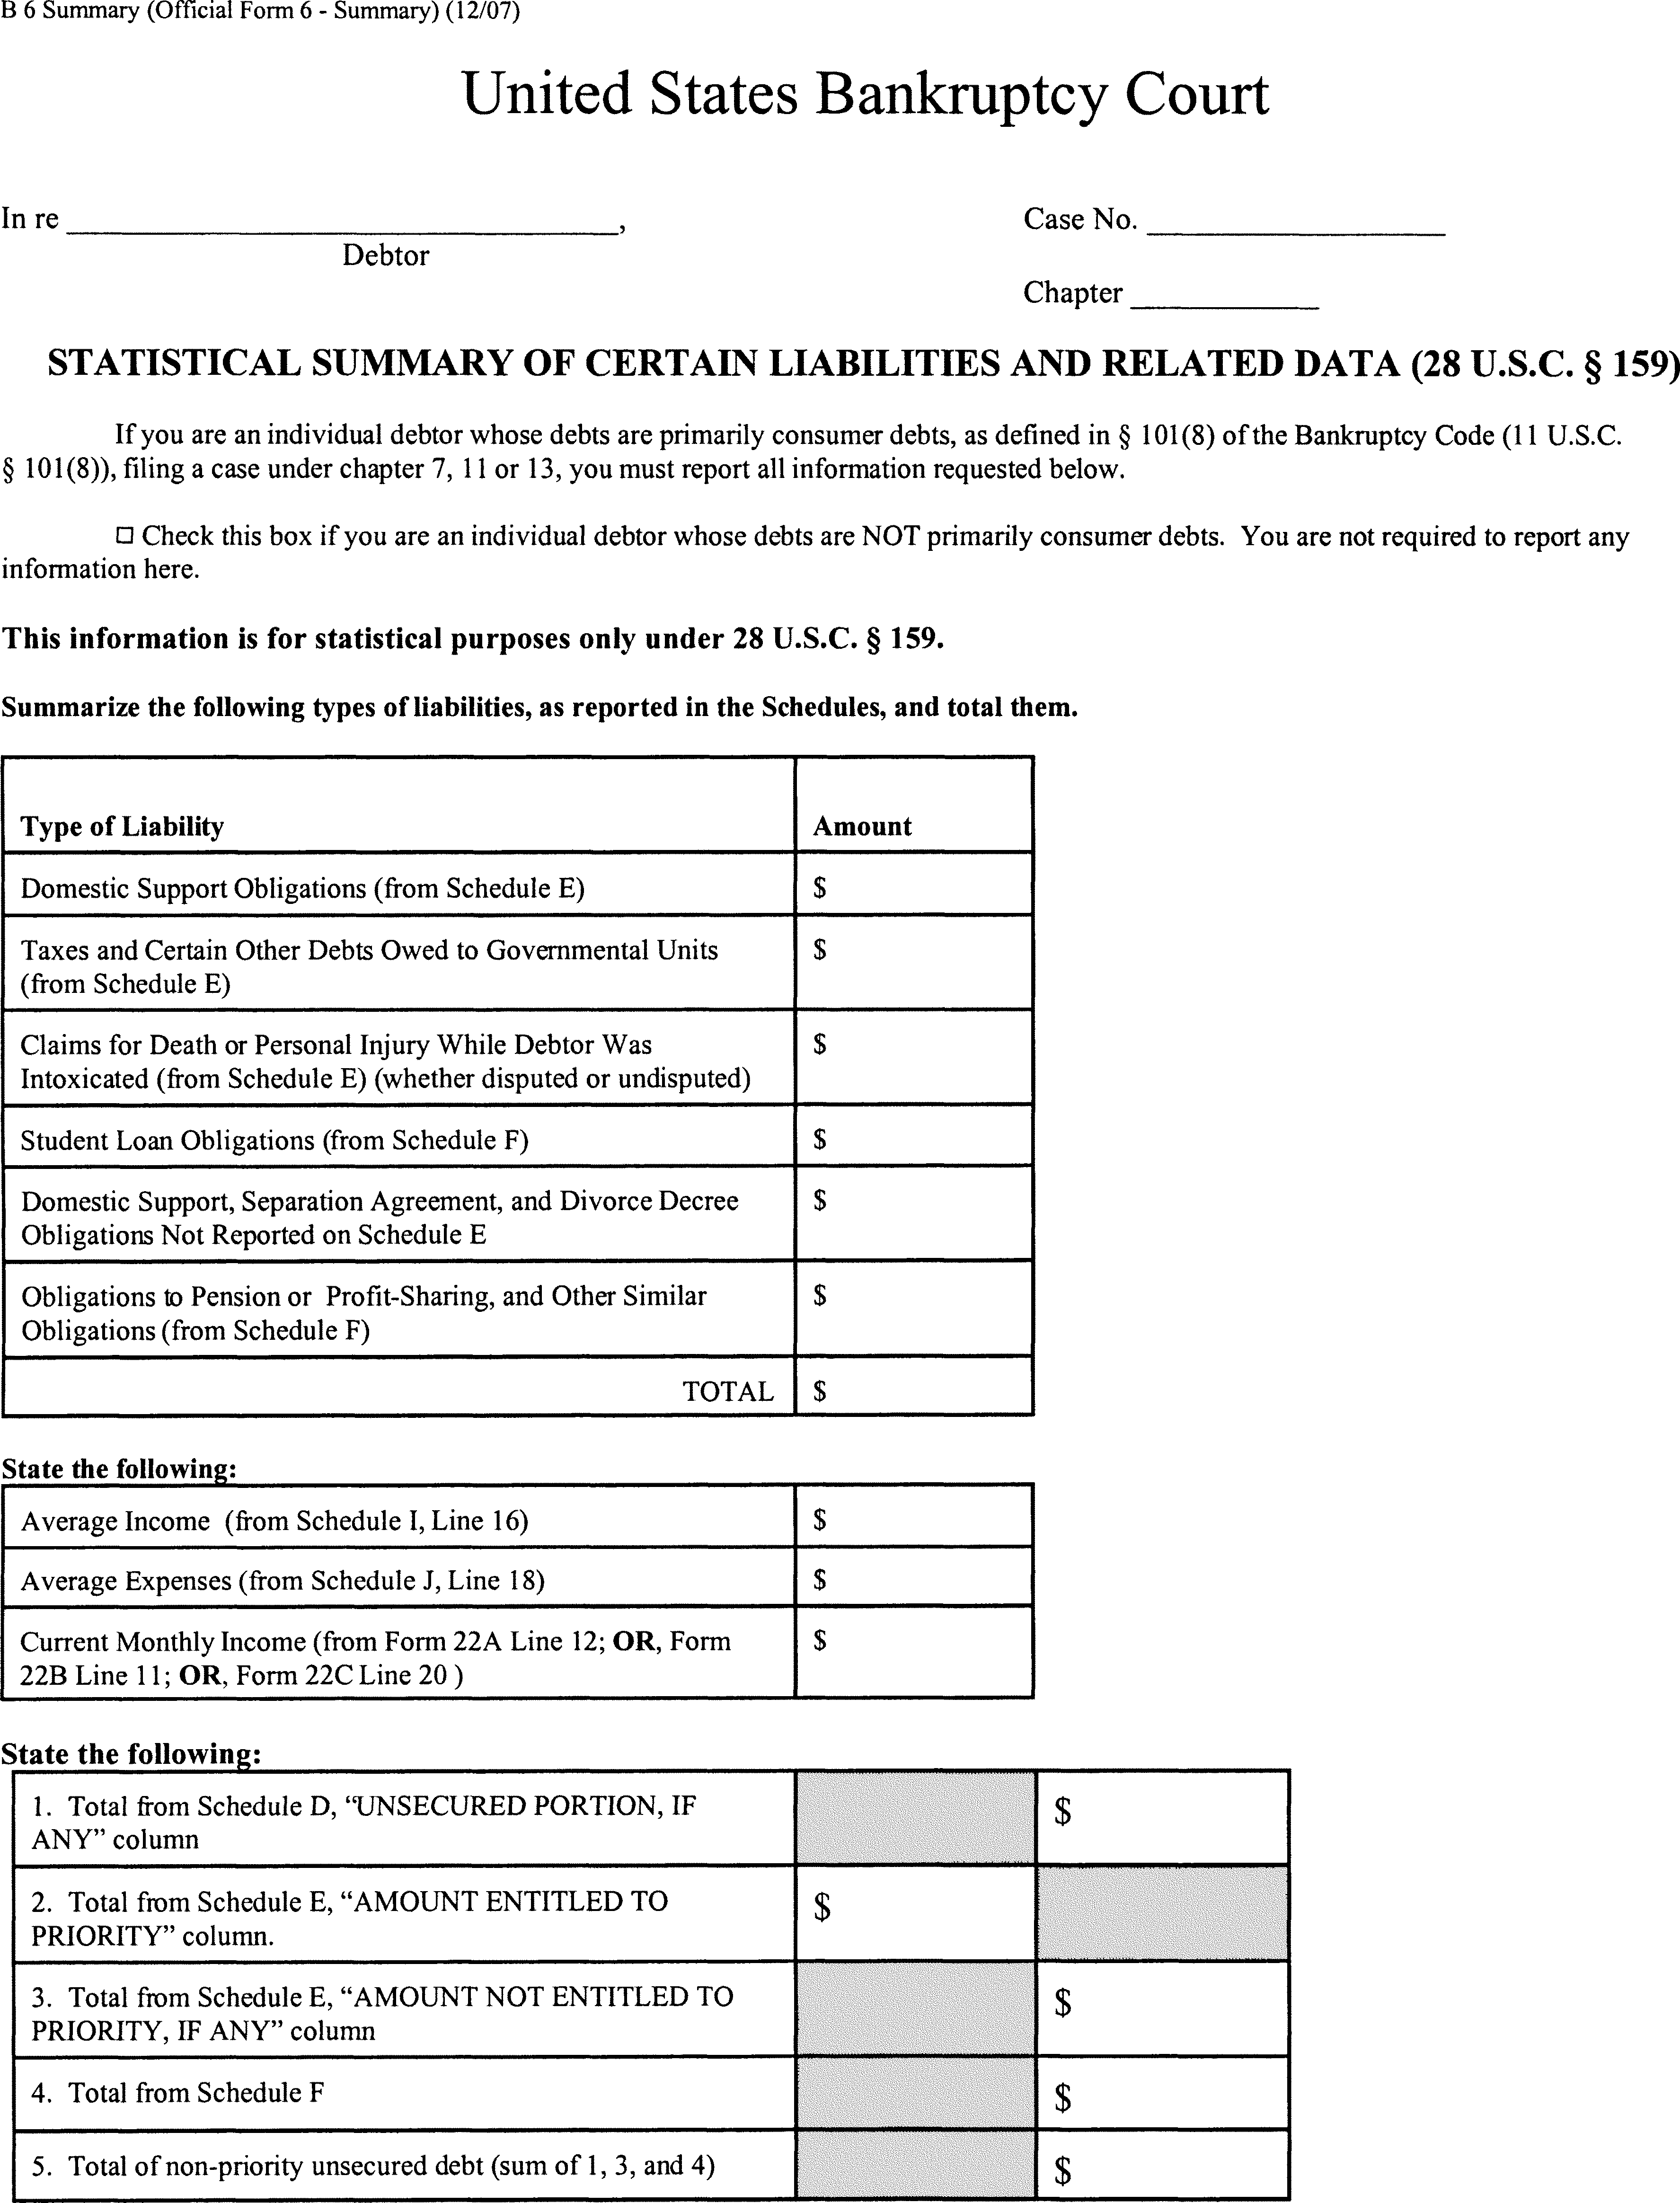 B 6 Summary (Official Form 6 - Summary) (12/07)
United States Bankruptcy Court
In re ,
Case No.
Debtor
Chapter
STATISTICAL SUMMARY OF CERTAIN LIABILITIES AND RELATED DATA (28 U.S.C. § 159)
If you are an individual debtor whose debts are primarily consumer debts, as defined in § 101(8) of the Bankruptcy Code (11 U.S.C.
§ 101(8)), filing a case under chapter 7, 11 or 13, you must report all information requested below.
☐ Check this box if you are an individual debtor whose debts are NOT primarily consumer debts. You are not required to report any
information here.
This information is for statistical purposes only under 28 U.S.C. § 159.
Summarize the following types of liabilities, as reported in the Schedules, and total them.
Type of Liability
Amount
Domestic Support Obligations (from Schedule E)
$
Taxes and Certain Other Debts Owed to Governmental Units
(from Schedule E)
$
Claims for Death or Personal Injury While Debtor Was
Intoxicated (from Schedule E) (whether disputed or undisputed)
$
Student Loan Obligations (from Schedule F)
$
Domestic Support, Separation Agreement, and Divorce Decree
Obligations Not Reported on Schedule E
$
Obligations to Pension or Profit-Sharing, and Other Similar
Obligations (from Schedule F)
$
TOTAL
$
State the following:
Average Income (from Schedule I, Line 16)
$
Average Expenses (from Schedule J, Line 18)
$
Current Monthly Income (from Form 22A Line 12; OR, Form
22B Line 11; OR, Form 22C Line 20 )
$
State the following:
1. Total from Schedule D, “UNSECURED PORTION, IF
ANY” column
$
2. Total from Schedule E, “AMOUNT ENTITLED TO
PRIORITY” column.
$
3. Total from Schedule E, “AMOUNT NOT ENTITLED TO
PRIORITY, IF ANY” column
$
4. Total from Schedule F
$
5. Total of non-priority unsecured debt (sum of 1, 3, and 4)
$